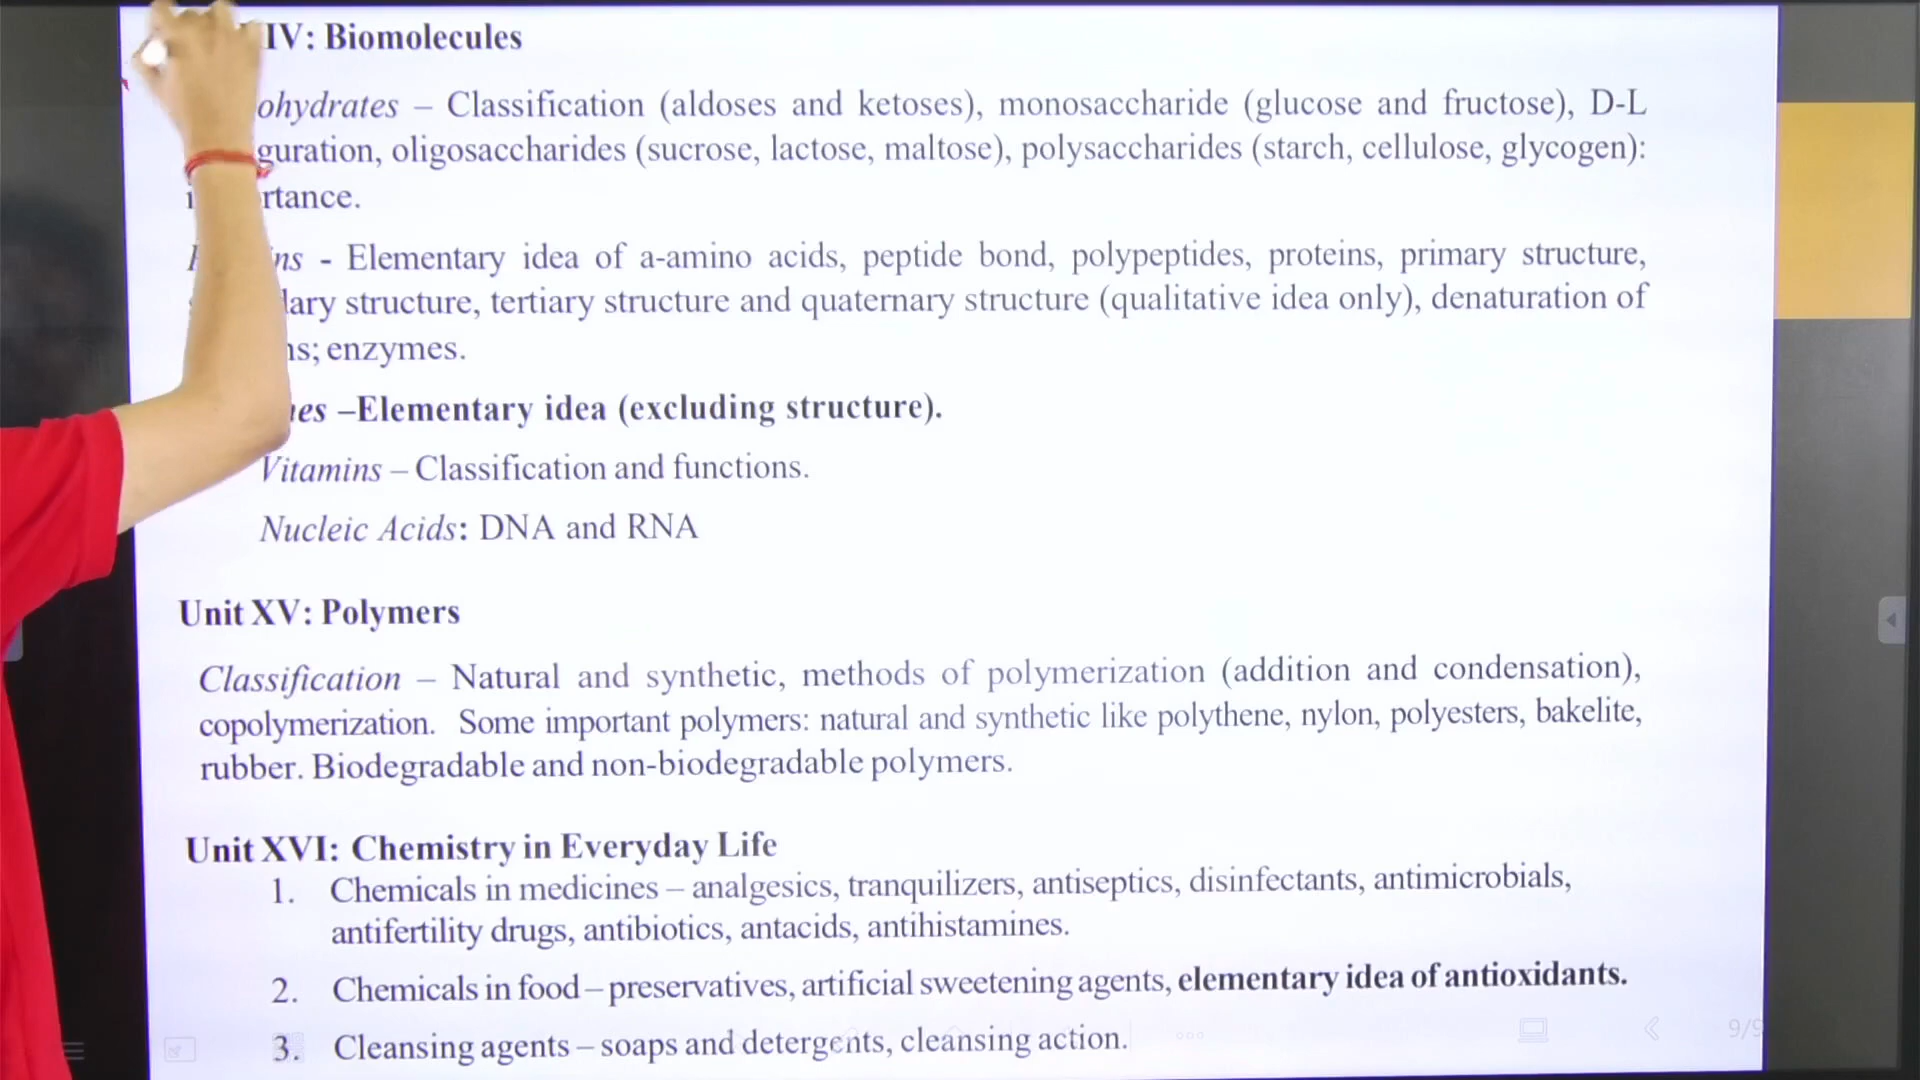 IV: Biomolecules
ohydrates – Classification (aldoses and ketoses), monosaccharide (glucose and fructose), D-L
guration, oligosaccharides (sucrose, lactose, maltose), polysaccharides (starch, cellulose, glycogen):
rtance.
ns - Elementary idea of a-amino acids, peptide bond, polypeptides, proteins, primary structure,
dary structure, tertiary structure and quaternary structure (qualitative idea only), denaturation of
ns; enzymes.
nes –Elementary idea (excluding structure).
Vitamins – Classification and functions.
Nucleic Acids: DNA and RNA
Unit XV: Polymers
Classification – Natural and synthetic, methods of polymerization (addition and condensation),
copolymerization. Some important polymers: natural and synthetic like polythene, nylon, polyesters, bakelite,
rubber. Biodegradable and non-biodegradable polymers.
Unit XVI: Chemistry in Everyday Life
1. Chemicals in medicines – analgesics, tranquilizers, antiseptics, disinfectants, antimicrobials,
antifertility drugs, antibiotics, antacids, antihistamines.
2. Chemicals in food – preservatives, artificial sweetening agents, elementary idea of antioxidants.
3. Cleansing agents – soaps and detergents, cleansing action.
9/9